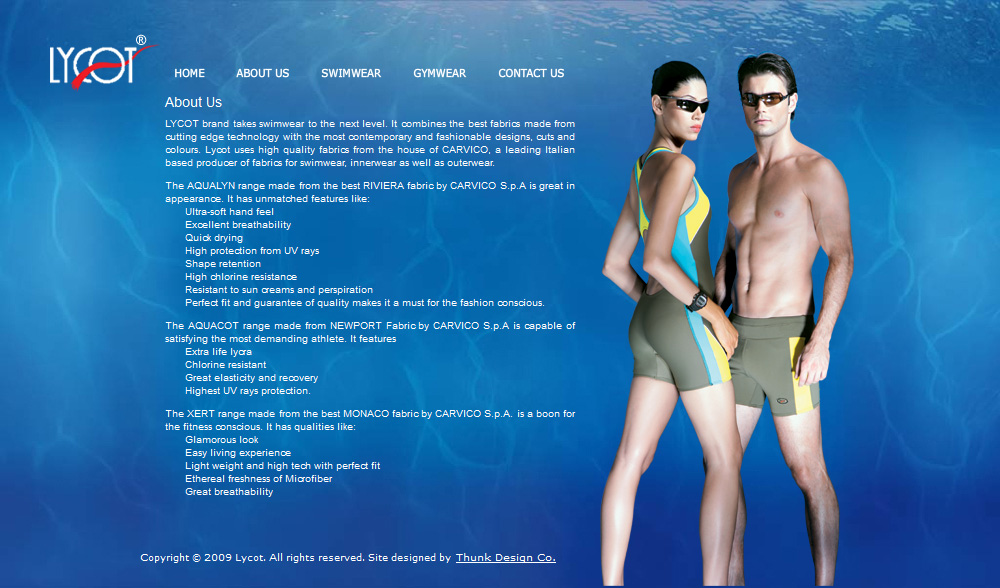 LYCOT®
HOME ABOUT US SWIMWEAR GYMWEAR CONTACT US
About Us
LYCOT brand takes swimwear to the next level. It combines the best fabrics made from
cutting edge technology with the most contemporary and fashionable designs, cuts and
colours. Lycot uses high quality fabrics from the house of CARVICO, a leading Italian
based producer of fabrics for swimwear, innerwear as well as outerwear.
The AQUALYN range made from the best RIVIERA fabric by CARVICO S.p.A is great in
appearance. It has unmatched features like:
Ultra-soft hand feel
Excellent breathability
Quick drying
High protection from UV rays
Shape retention
High chlorine resistance
Resistant to sun creams and perspiration
Perfect fit and guarantee of quality makes it a must for the fashion conscious.
The AQUACOT range made from NEWPORT Fabric by CARVICO S.p.A is capable of
satisfying the most demanding athlete. It features
Extra life lycra
Chlorine resistant
Great elasticity and recovery
Highest UV rays protection.
The XERT range made from the best MONACO fabric by CARVICO S.p.A. is a boon for
the fitness conscious. It has qualities like:
Glamorous look
Easy living experience
Light weight and high tech with perfect fit
Ethereal freshness of Microfiber
Great breathability
Copyright © 2009 Lycot. All rights reserved. Site designed by Thunk Design Co.